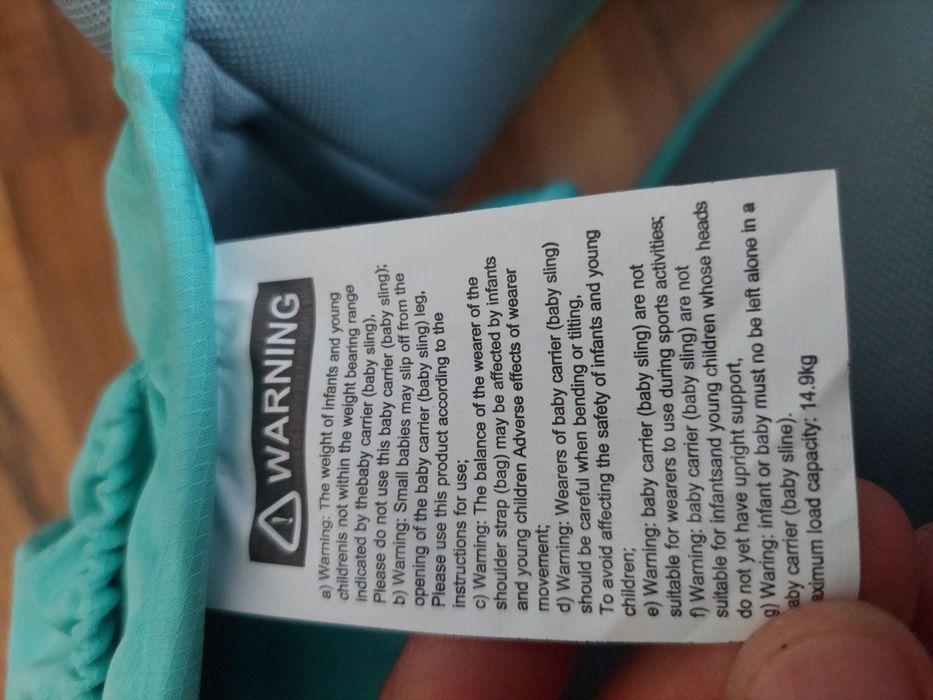 WARNING
a) Warning: The weight of infants and young
childrenis not within the weight bearing range
indicated by thebaby carrier (baby sling),
Please do not use this baby carrier (baby sling);
b) Warning: Small babies may slip off from the
opening of the baby carrier (baby sling) leg,
Please use this product according to the
instructions for use;
c) Warning: The balance of the wearer of the
shoulder strap (bag) may be affected by infants
and young children Adverse effects of wearer
movement;
d) Warning: Wearers of baby carrier (baby sling)
should be careful when bending or tilting,
To avoid affecting the safety of infants and young
children;
e) Warning: baby carrier (baby sling) are not
suitable for wearers to use during sports activities;
f) Warning: baby carrier (baby sling) are not
suitable for infantsand young children whose heads
do not yet have upright support,
g) Waring: infant or baby must no be left alone in a
aby carrier (baby sline).
aximum load capacity: 14.9kg